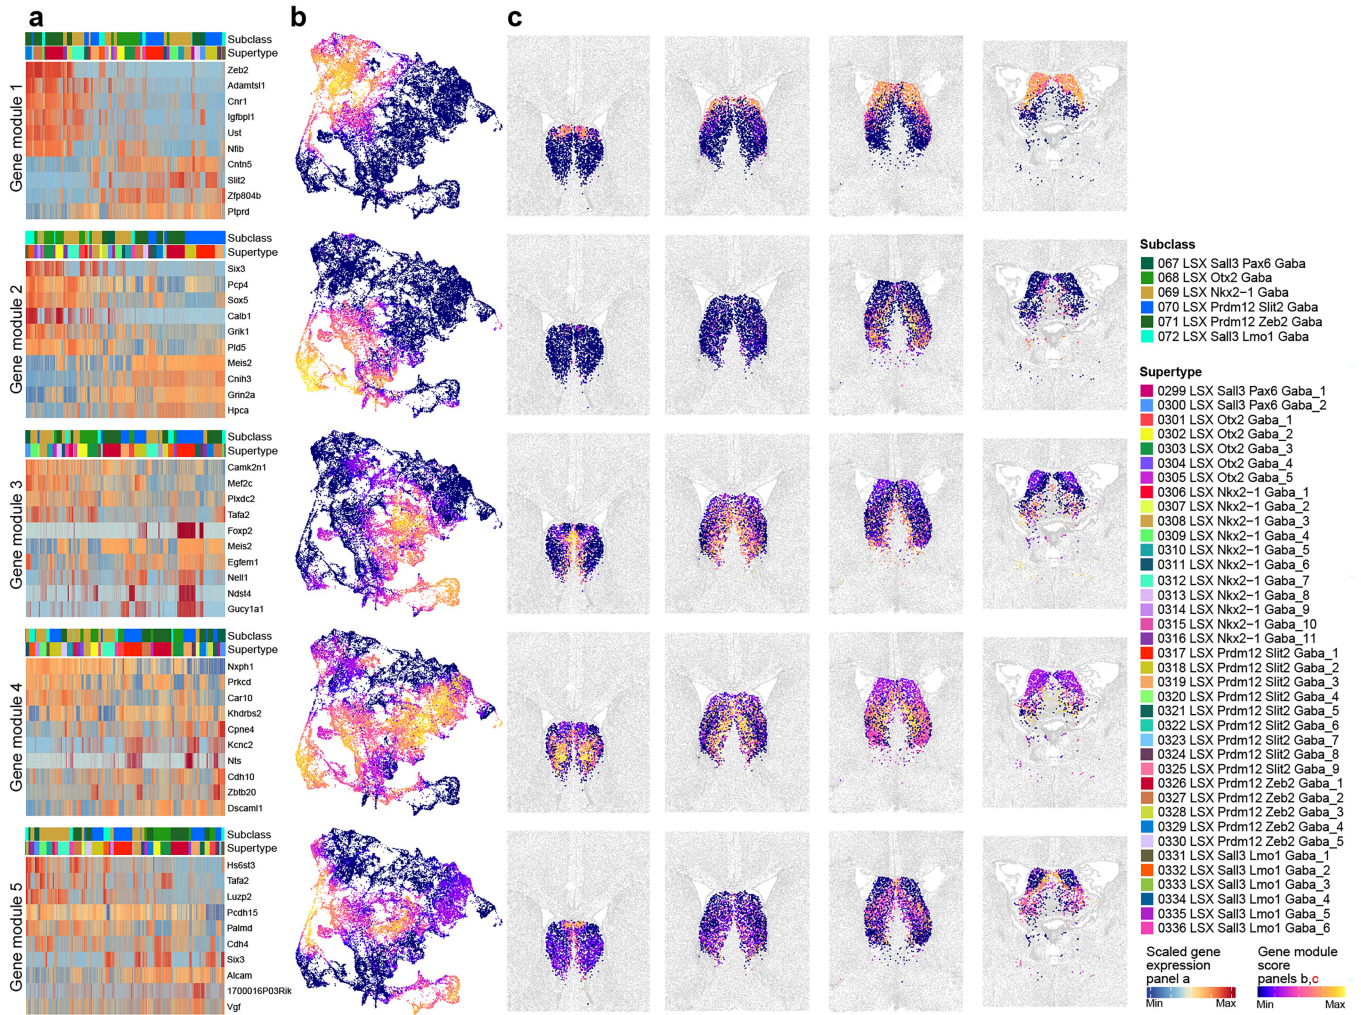 a
b
c
Gene module 1
Subclass
Supertype
Zeb2
Adamtsl1
Cnr1
Igfbpl1
Ust
Nfib
Cntn5
Slit2
Zfp804b
Ptprd
Gene module 2
Subclass
Supertype
Six3
Pcp4
Sox5
Calb1
Grik1
Pld5
Meis2
Cnih3
Grin2a
Hpca
Gene module 3
Subclass
Supertype
Camk2n1
Mef2c
Plxdc2
Tafa2
Foxp2
Meis2
Egfem1
Nell1
Ndst4
Gucy1a1
Gene module 4
Subclass
Supertype
Nxph1
Prkcd
Car10
Khdrbs2
Cpne4
Kcnc2
Nts
Cdh10
Zbtb20
Dscaml1
Gene module 5
Subclass
Supertype
Hs6st3
Tafa2
Luzp2
Pcdh15
Palmd
Cdh4
Six3
Alcam
1700016P03Rik
Vgf
Subclass
067 LSX Sall3 Pax6 Gaba
068 LSX Otx2 Gaba
069 LSX Nkx2−1 Gaba
070 LSX Prdm12 Slit2 Gaba
071 LSX Prdm12 Zeb2 Gaba
072 LSX Sall3 Lmo1 Gaba
Supertype
0299 LSX Sall3 Pax6 Gaba_1
0300 LSX Sall3 Pax6 Gaba_2
0301 LSX Otx2 Gaba_1
0302 LSX Otx2 Gaba_2
0303 LSX Otx2 Gaba_3
0304 LSX Otx2 Gaba_4
0305 LSX Otx2 Gaba_5
0306 LSX Nkx2−1 Gaba_1
0307 LSX Nkx2−1 Gaba_2
0308 LSX Nkx2−1 Gaba_3
0309 LSX Nkx2−1 Gaba_4
0310 LSX Nkx2−1 Gaba_5
0311 LSX Nkx2−1 Gaba_6
0312 LSX Nkx2−1 Gaba_7
0313 LSX Nkx2−1 Gaba_8
0314 LSX Nkx2−1 Gaba_9
0315 LSX Nkx2−1 Gaba_10
0316 LSX Nkx2−1 Gaba_11
0317 LSX Prdm12 Slit2 Gaba_1
0318 LSX Prdm12 Slit2 Gaba_2
0319 LSX Prdm12 Slit2 Gaba_3
0320 LSX Prdm12 Slit2 Gaba_4
0321 LSX Prdm12 Slit2 Gaba_5
0322 LSX Prdm12 Slit2 Gaba_6
0323 LSX Prdm12 Slit2 Gaba_7
0324 LSX Prdm12 Slit2 Gaba_8
0325 LSX Prdm12 Slit2 Gaba_9
0326 LSX Prdm12 Zeb2 Gaba_1
0327 LSX Prdm12 Zeb2 Gaba_2
0328 LSX Prdm12 Zeb2 Gaba_3
0329 LSX Prdm12 Zeb2 Gaba_4
0330 LSX Prdm12 Zeb2 Gaba_5
0331 LSX Sall3 Lmo1 Gaba_1
0332 LSX Sall3 Lmo1 Gaba_2
0333 LSX Sall3 Lmo1 Gaba_3
0334 LSX Sall3 Lmo1 Gaba_4
0335 LSX Sall3 Lmo1 Gaba_5
0336 LSX Sall3 Lmo1 Gaba_6
Scaled gene
expression
panel a
Min Max
Gene module
score
panels b,c
Min Max